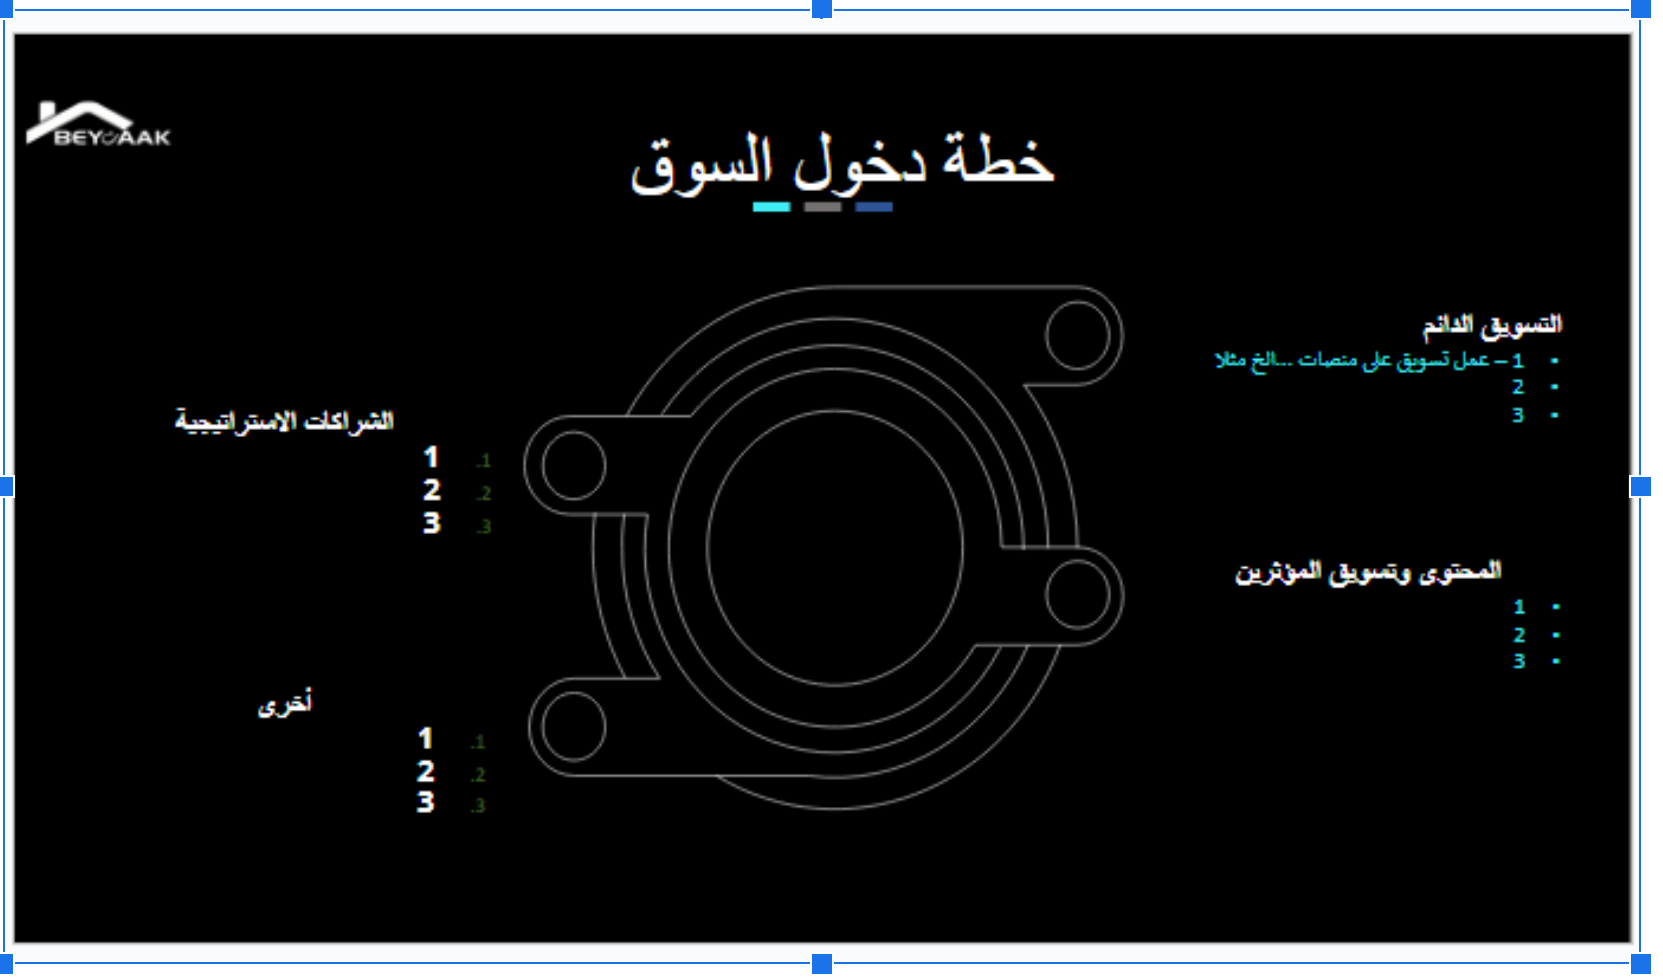 BEYOAAK
خطة دخول السوق
التسويق الدائم
▪ 1 – عمل تسويق على منصات ...الخ مثلا
▪ 2
▪ 3
الشراكات الاستراتيجية
1. 1
2. 2
3. 3
المحتوى وتسويق المؤثرين
▪ 1
▪ 2
▪ 3
أخرى
1. 1
2. 2
3. 3